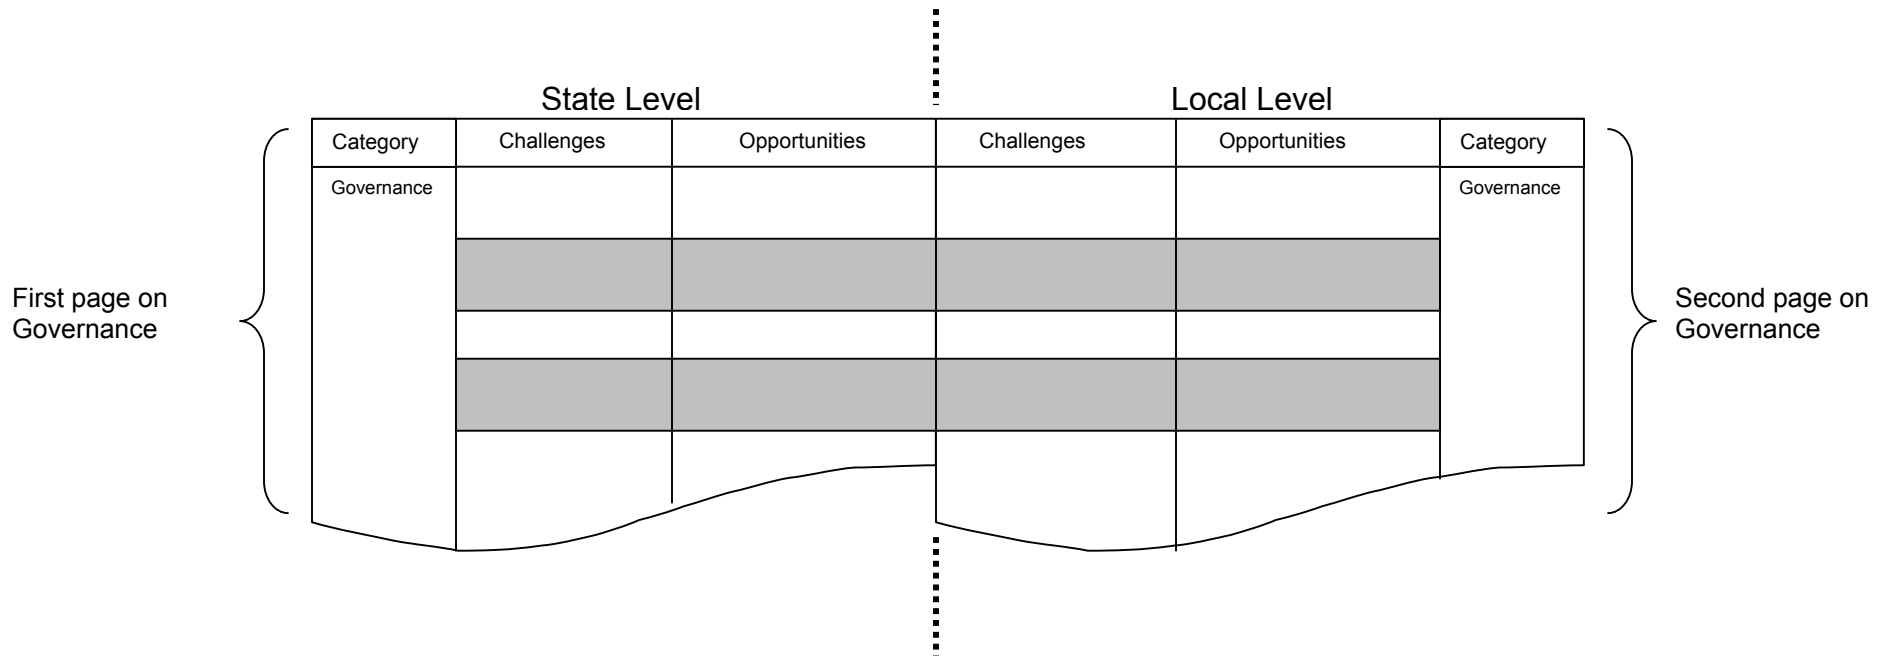 State Level
Local Level
Category
Challenges
Opportunities
Challenges
Opportunities
Category
Governance
Governance
First page on
Governance
Second page on
Governance